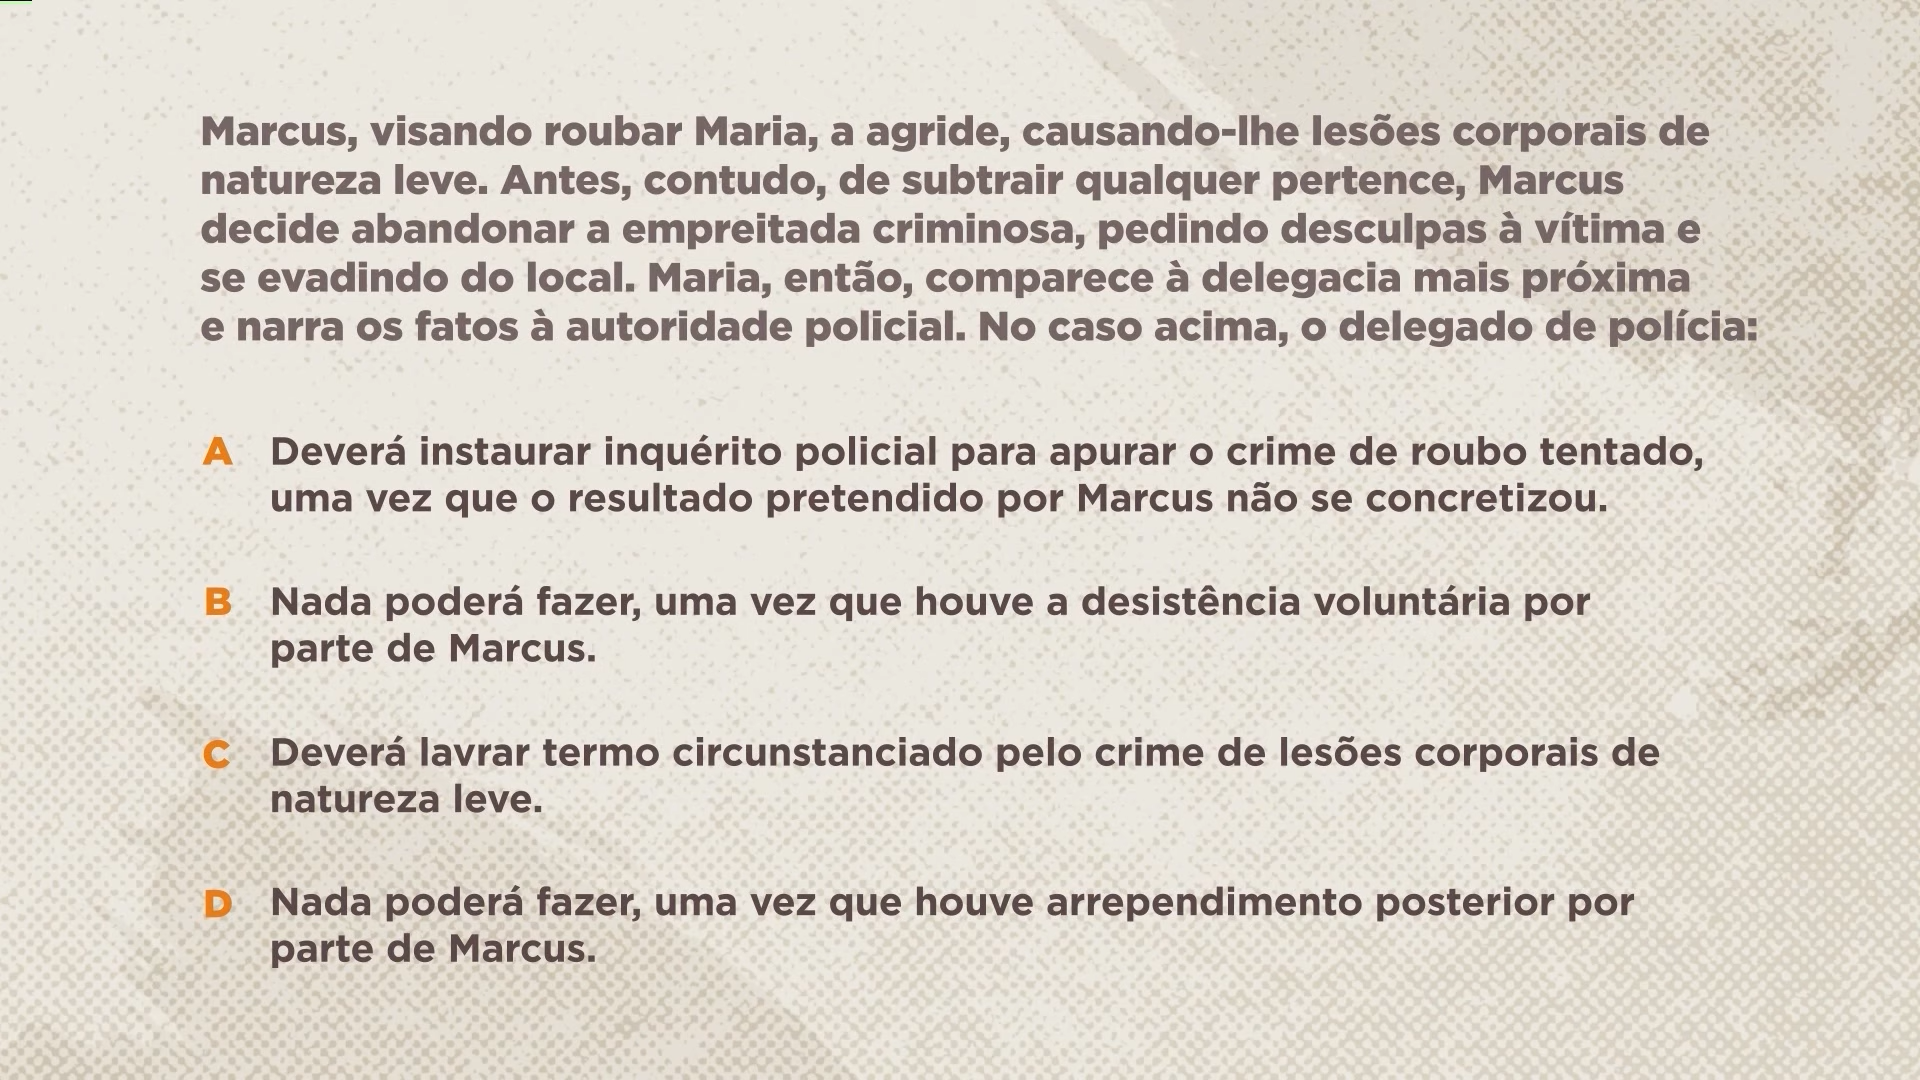 Marcus, visando roubar Maria, a agride, causando-lhe lesões corporais de
natureza leve. Antes, contudo, de subtrair qualquer pertence, Marcus
decide abandonar a empreitada criminosa, pedindo desculpas à vítima e
se evadindo do local. Maria, então, comparece à delegacia mais próxima
e narra os fatos à autoridade policial. No caso acima, o delegado de polícia:
A Deverá instaurar inquérito policial para apurar o crime de roubo tentado,
uma vez que o resultado pretendido por Marcus não se concretizou.
B Nada poderá fazer, uma vez que houve a desistência voluntária por
parte de Marcus.
C Deverá lavrar termo circunstanciado pelo crime de lesões corporais de
natureza leve.
D Nada poderá fazer, uma vez que houve arrependimento posterior por
parte de Marcus.